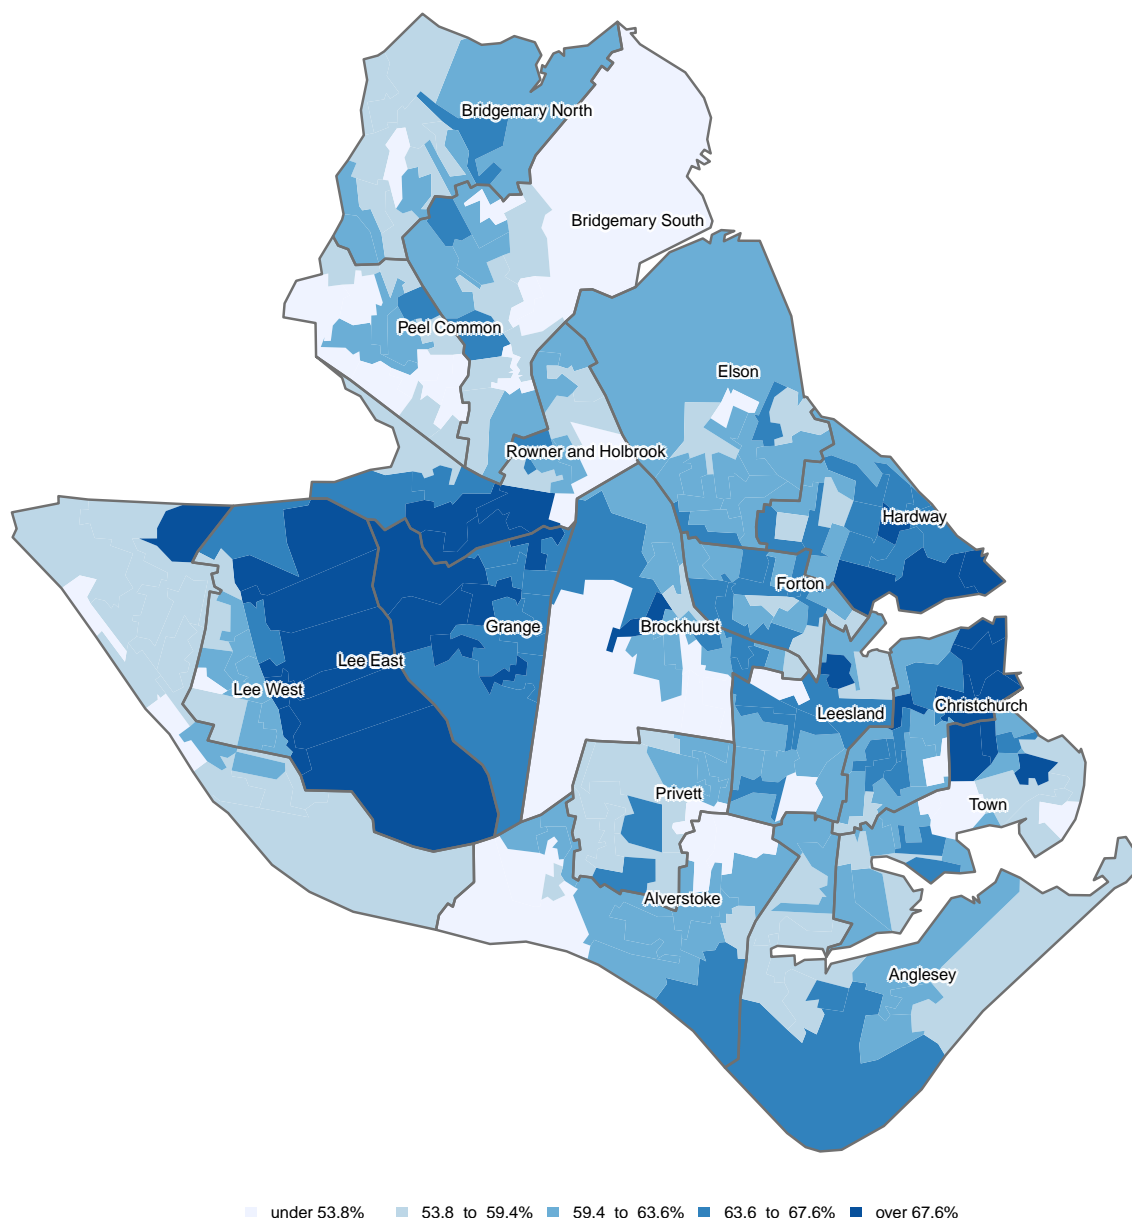 Bridgemary North
Bridgemary South
Peel Common
Elson
Rowner and Holbrook
Hardway
Forton
Grange
Brockhurst
Lee East
Lee West
Christchurch
Leesland
Privett
Town
Alverstoke
Anglesey
under 53.8% 53.8 to 59.4% 59.4 to 63.6% 63.6 to 67.6% over 67.6%